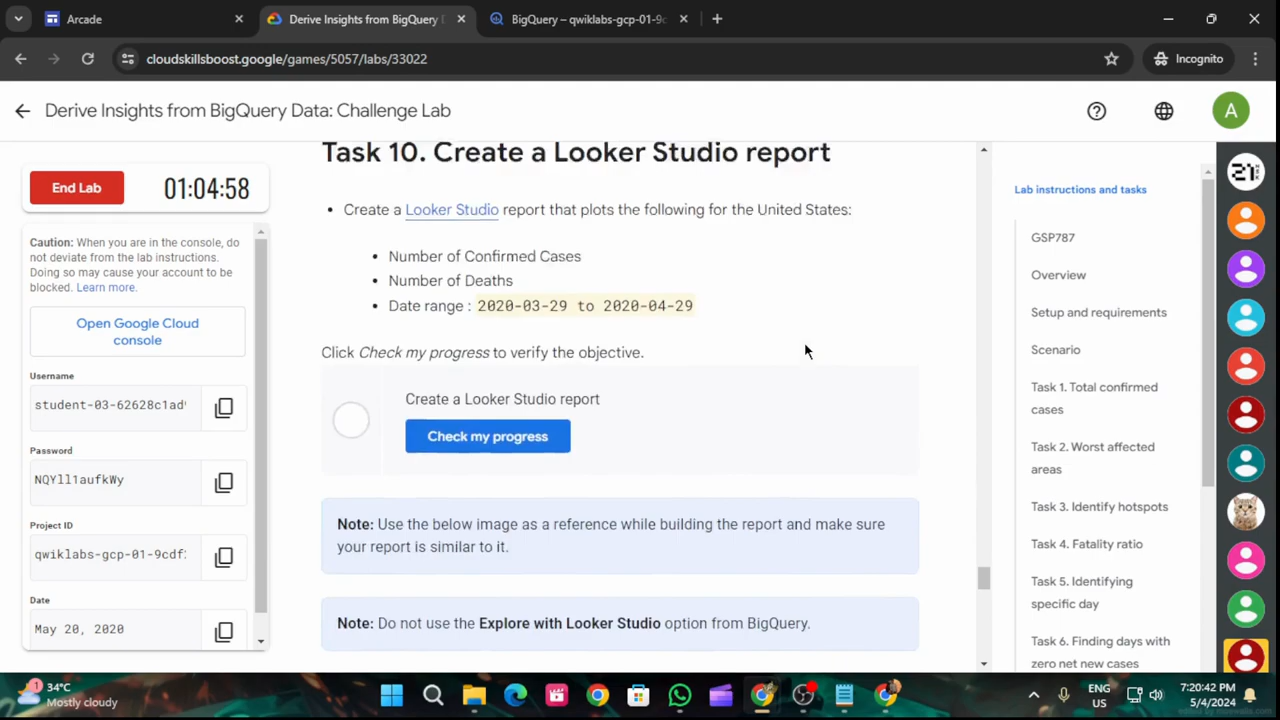 Arcade
Derive Insights from BigQuery
BigQuery – qwiklabs-gcp-01-9c
cloudskillsboost.google/games/5057/labs/33022
Incognito
Derive Insights from BigQuery Data: Challenge Lab
A
End Lab
01:04:58
Caution: When you are in the console, do
not deviate from the lab instructions.
Doing so may cause your account to be
blocked. Learn more.
Open Google Cloud
console
Username
student-03-62628c1ad
Password
NQYll1aufkWy
Project ID
qwiklabs-gcp-01-9cdf
Date
May 20, 2020
Task 10. Create a Looker Studio report
• Create a Looker Studio report that plots the following for the United States:
• Number of Confirmed Cases
• Number of Deaths
• Date range : 2020-03-29 to 2020-04-29
Click Check my progress to verify the objective.
Create a Looker Studio report
Check my progress
Note: Use the below image as a reference while building the report and make sure
your report is similar to it.
Note: Do not use the Explore with Looker Studio option from BigQuery.
Lab instructions and tasks
GSP787
Overview
Setup and requirements
Scenario
Task 1. Total confirmed
cases
Task 2. Worst affected
areas
Task 3. Identify hotspots
Task 4. Fatality ratio
Task 5. Identifying
specific day
Task 6. Finding days with
zero net new cases
21
1
34°C
Mostly cloudy
ENG
US
7:20:42 PM
5/4/2024